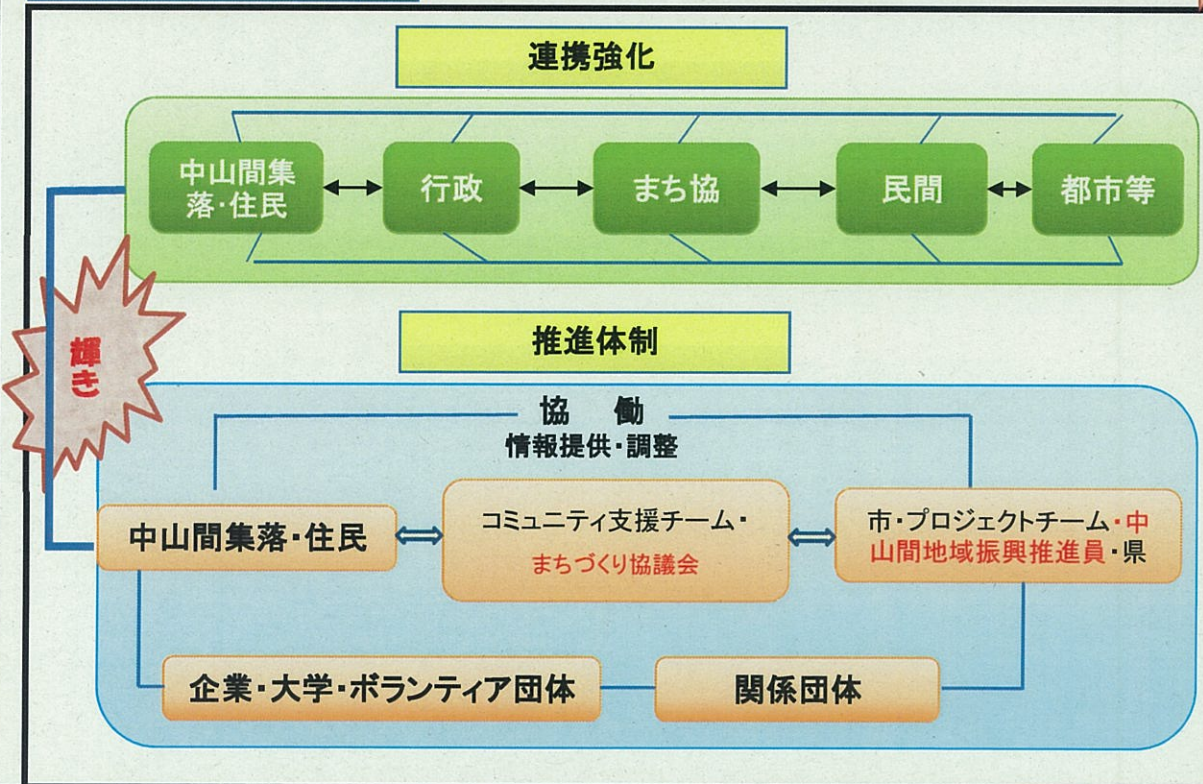 連携強化
中山間集
落・住民
行政
まち協
民間
都市等
輝き
推進体制
協 働
情報提供・調整
中山間集落・住民
コミュニティ支援チーム・
まちづくり協議会
市・プロジェクトチーム・中
山間地域振興推進員・県
企業・大学・ボランティア団体
関係団体